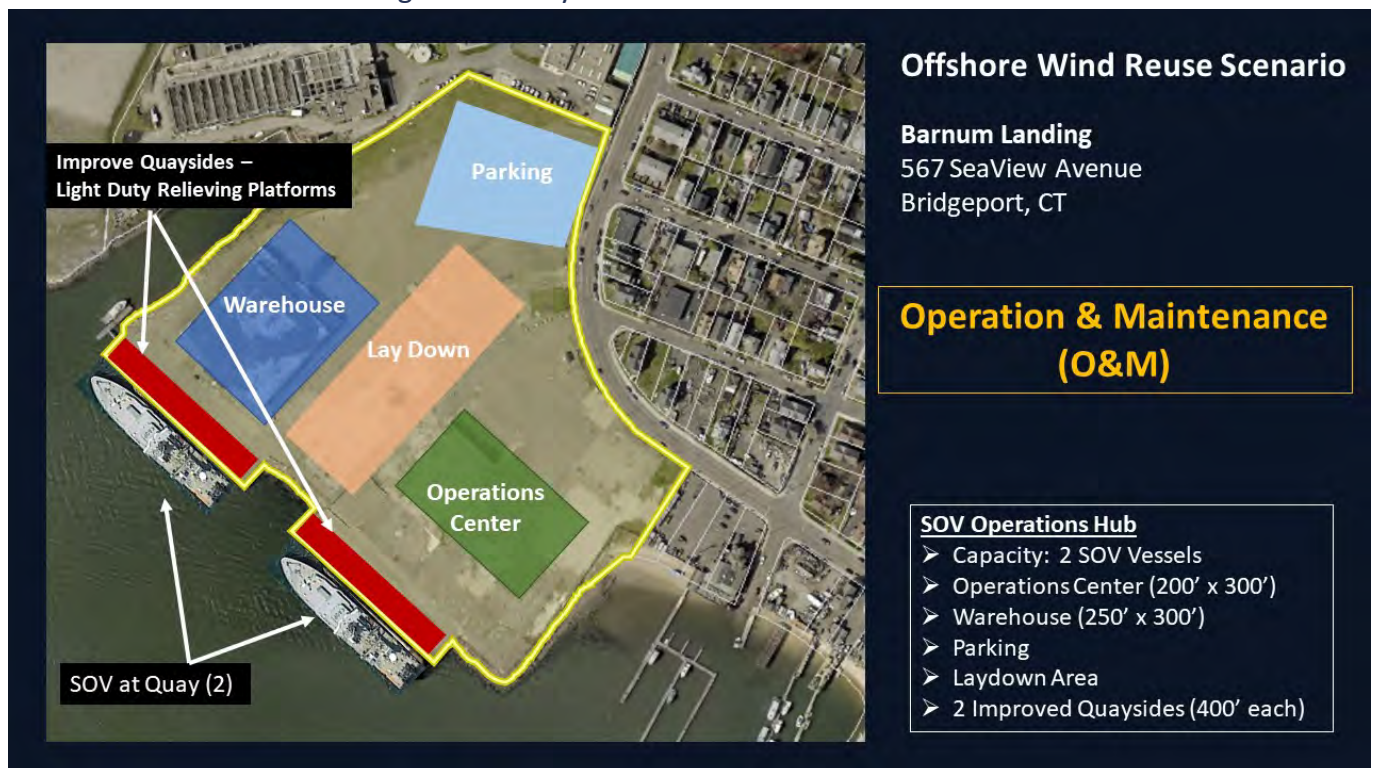 Offshore Wind Reuse Scenario
Barnum Landing
567 SeaView Avenue
Bridgeport, CT
Operation & Maintenance
(O&M)
Improve Quaysides –
Light Duty Relieving Platforms
Parking
Warehouse
Lay Down
Operations
Center
SOV at Quay (2)
SOV Operations Hub
➢ Capacity: 2 SOV Vessels
➢ Operations Center (200’ x 300’)
➢ Warehouse (250’ x 300’)
➢ Parking
➢ Laydown Area
➢ 2 Improved Quaysides (400’ each)